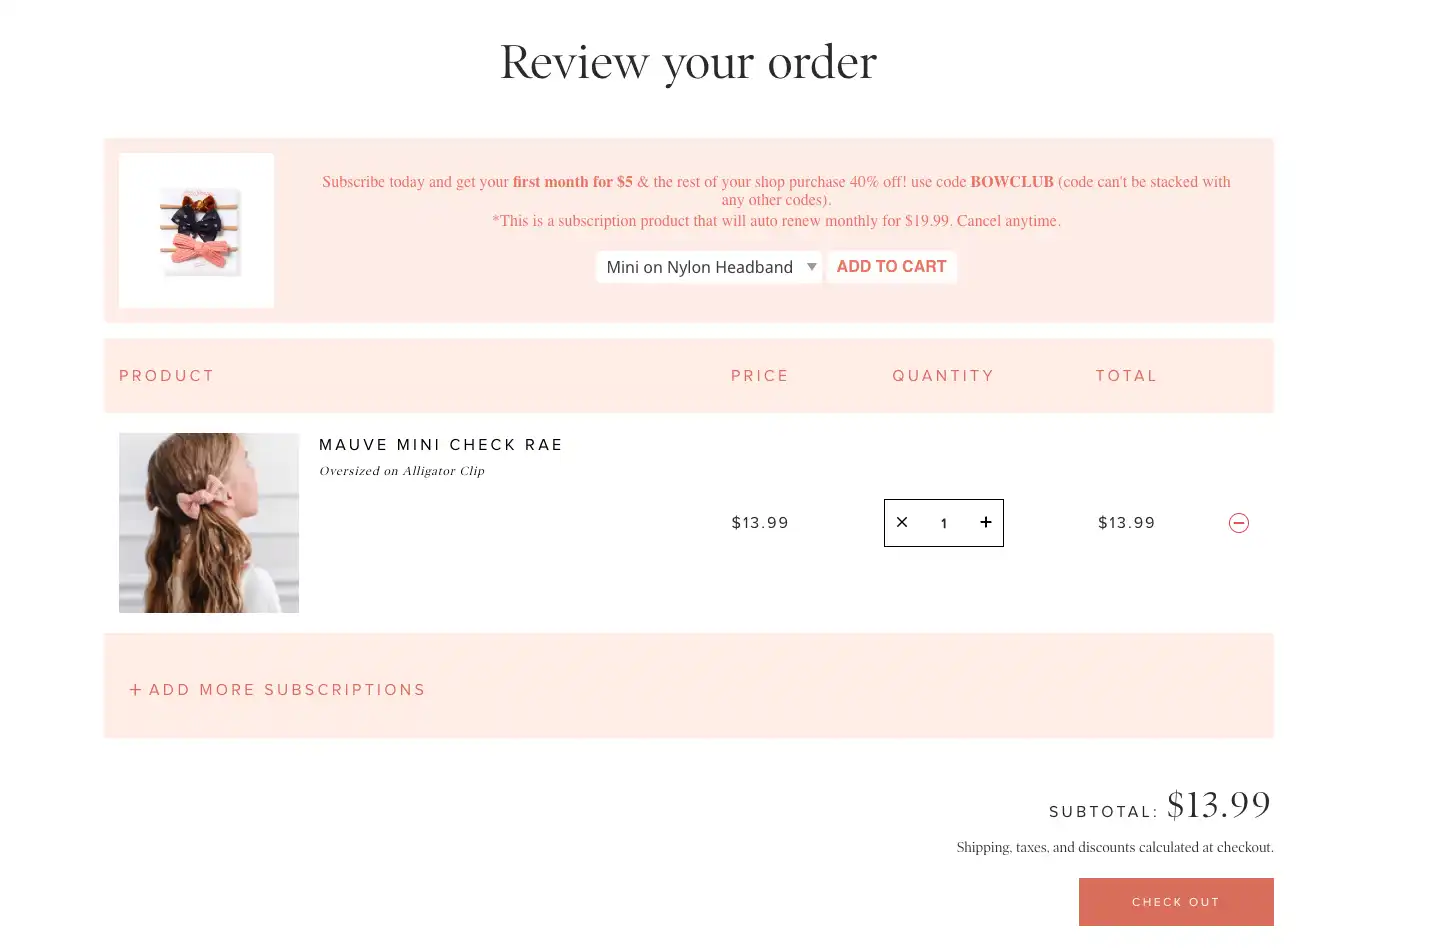 Review your order
Subscribe today and get your first month for $5 & the rest of your shop purchase 40% off! use code BOWCLUB (code can't be stacked with
any other codes).
*This is a subscription product that will auto renew monthly for $19.99. Cancel anytime.
Mini on Nylon Headband ADD TO CART
PRODUCT PRICE QUANTITY TOTAL
MAUVE MINI CHECK RAE
Oversized on Alligator Clip
$13.99 1 $13.99
+ ADD MORE SUBSCRIPTIONS
SUBTOTAL: $13.99
Shipping, taxes, and discounts calculated at checkout.
CHECK OUT